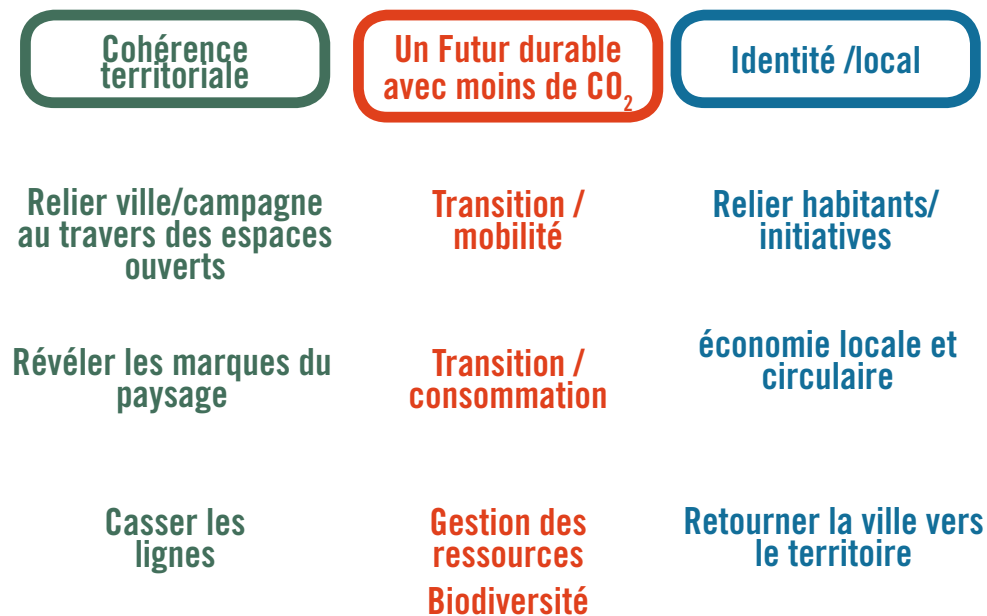 Cohérence
territoriale
Un Futur durable
avec moins de CO₂
Identité /local
Relier ville/campagne
au travers des espaces
ouverts
Transition /
mobilité
Relier habitants/
initiatives
Révéler les marques du
paysage
Transition /
consommation
économie locale et
circulaire
Casser les
lignes
Gestion des
ressources
Biodiversité
Retourner la ville vers
le territoire